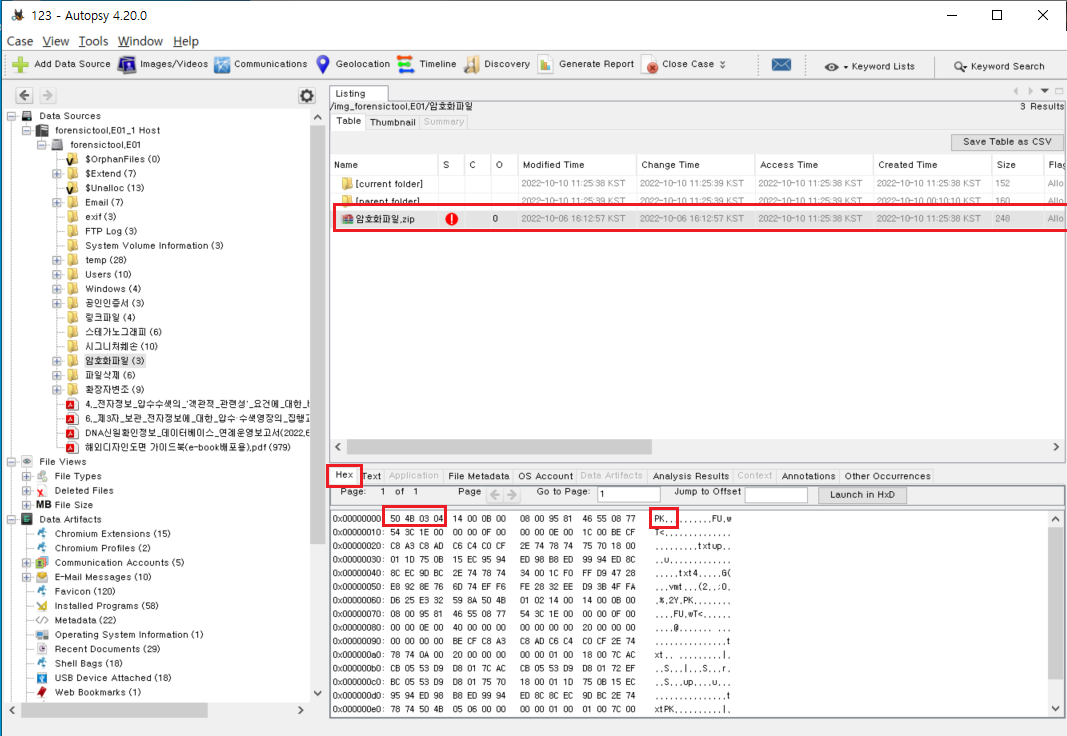 123 - Autopsy 4.20.0
Case View Tools Window Help
Add Data Source Images/Videos Communications Geolocation Timeline Discovery Generate Report Close Case Keyword Lists Keyword Search
Listing
/img_forensictool,E01/암호화파일
3 Results
Table Thumbnail Summary
Save Table as CSV
Name S C O Modified Time Change Time Access Time Created Time Size Flag
[current folder] 2022-10-10 11:25:38 KST 2022-10-10 11:25:39 KST 2022-10-10 11:25:38 KST 2022-10-10 11:25:38 KST 152 Allo
[parent folder] 2022-10-10 11:25:38 KST 2022-10-10 11:25:39 KST 2022-10-10 11:25:38 KST 2022-10-10 00:10:10 KST 160 Allo
암호화파일,zip 0 2022-10-06 16:12:57 KST 2022-10-06 16:12:57 KST 2022-10-10 11:25:38 KST 2022-10-10 11:25:38 KST 248 Allo
Data Sources
forensictool,E01_1 Host
forensictool,E01
$OrphanFiles (0)
$Extend (7)
$Unalloc (13)
Email (7)
exif (3)
FTP Log (3)
System Volume Information (3)
temp (28)
Users (10)
Windows (4)
공인인증서 (3)
링크파일 (4)
스테가노그래피 (6)
시그니처훼손 (10)
암호화파일 (3)
파일삭제 (6)
확장자변조 (9)
4,_전자정보_압수수색의_'객관적_관련성'_요건에_대한_
6,_제3자_보관_전자정보에_대한_압수·수색영장의_집행고
DNA신원확인정보_데이터베이스_연례운영보고서(2022,6
해외디자인도면 가이드북(e-book배포용),pdf (979)
File Views
File Types
Deleted Files
MB File Size
Data Artifacts
Chromium Extensions (15)
Chromium Profiles (2)
Communication Accounts (5)
E-Mail Messages (10)
Favicon (120)
Installed Programs (58)
Metadata (22)
Operating System Information (1)
Recent Documents (29)
Shell Bags (18)
USB Device Attached (18)
Web Bookmarks (1)
Hex Text Application File Metadata OS Account Data Artifacts Analysis Results Context Annotations Other Occurrences
Page: 1 of 1 Page Go to Page: 1 Jump to Offset Launch in HxD
0x00000000: 50 4B 03 04 14 00 0B 00 08 00 95 81 46 55 08 77 PK........FU,w
0x00000010: 54 3C 1E 00 00 00 0F 00 00 00 0E 00 1C 00 BE CF T<..............
0x00000020: C8 A3 C8 AD C6 C4 C0 CF 2E 74 78 74 75 70 18 00 .........txtup..
0x00000030: 01 1D 75 0B 15 EC 95 94 ED 98 B8 ED 99 94 ED 8C ..u.............
0x00000040: 8C EC 9D BC 2E 74 78 74 34 00 1C F0 FF D9 47 28 .....txt4.....G(
0x00000050: E8 92 8E 76 6D 74 EF F6 FE 28 32 EE D9 3B 4F FA ...vmt...(2..;O.
0x00000060: D6 25 E3 32 59 8A 50 4B 01 02 14 00 14 00 0B 00 .%.2Y.PK........
0x00000070: 08 00 95 81 46 55 08 77 54 3C 1E 00 00 00 0F 00 ....FU.wT<......
0x00000080: 00 00 0E 00 40 00 00 00 00 00 00 00 20 00 00 00 ....@....... ...
0x00000090: 00 00 00 00 BE CF C8 A3 C8 AD C6 C4 C0 CF 2E 74 ...............t
0x000000a0: 78 74 0A 00 20 00 00 00 00 00 01 00 18 00 7C AC xt.. .........|.
0x000000b0: CB 05 53 D9 D8 01 7C AC CB 05 53 D9 D8 01 72 EF ..S...|...S...r.
0x000000c0: BC 05 53 D9 D8 01 75 70 18 00 01 1D 75 0B 15 EC ..S...up....u...
0x000000d0: 95 94 ED 98 B8 ED 99 94 ED 8C 8C EC 9D BC 2E 74 ...............t
0x000000e0: 78 74 50 4B 05 06 00 00 00 00 01 00 01 00 7C 00 xtPK..........|.